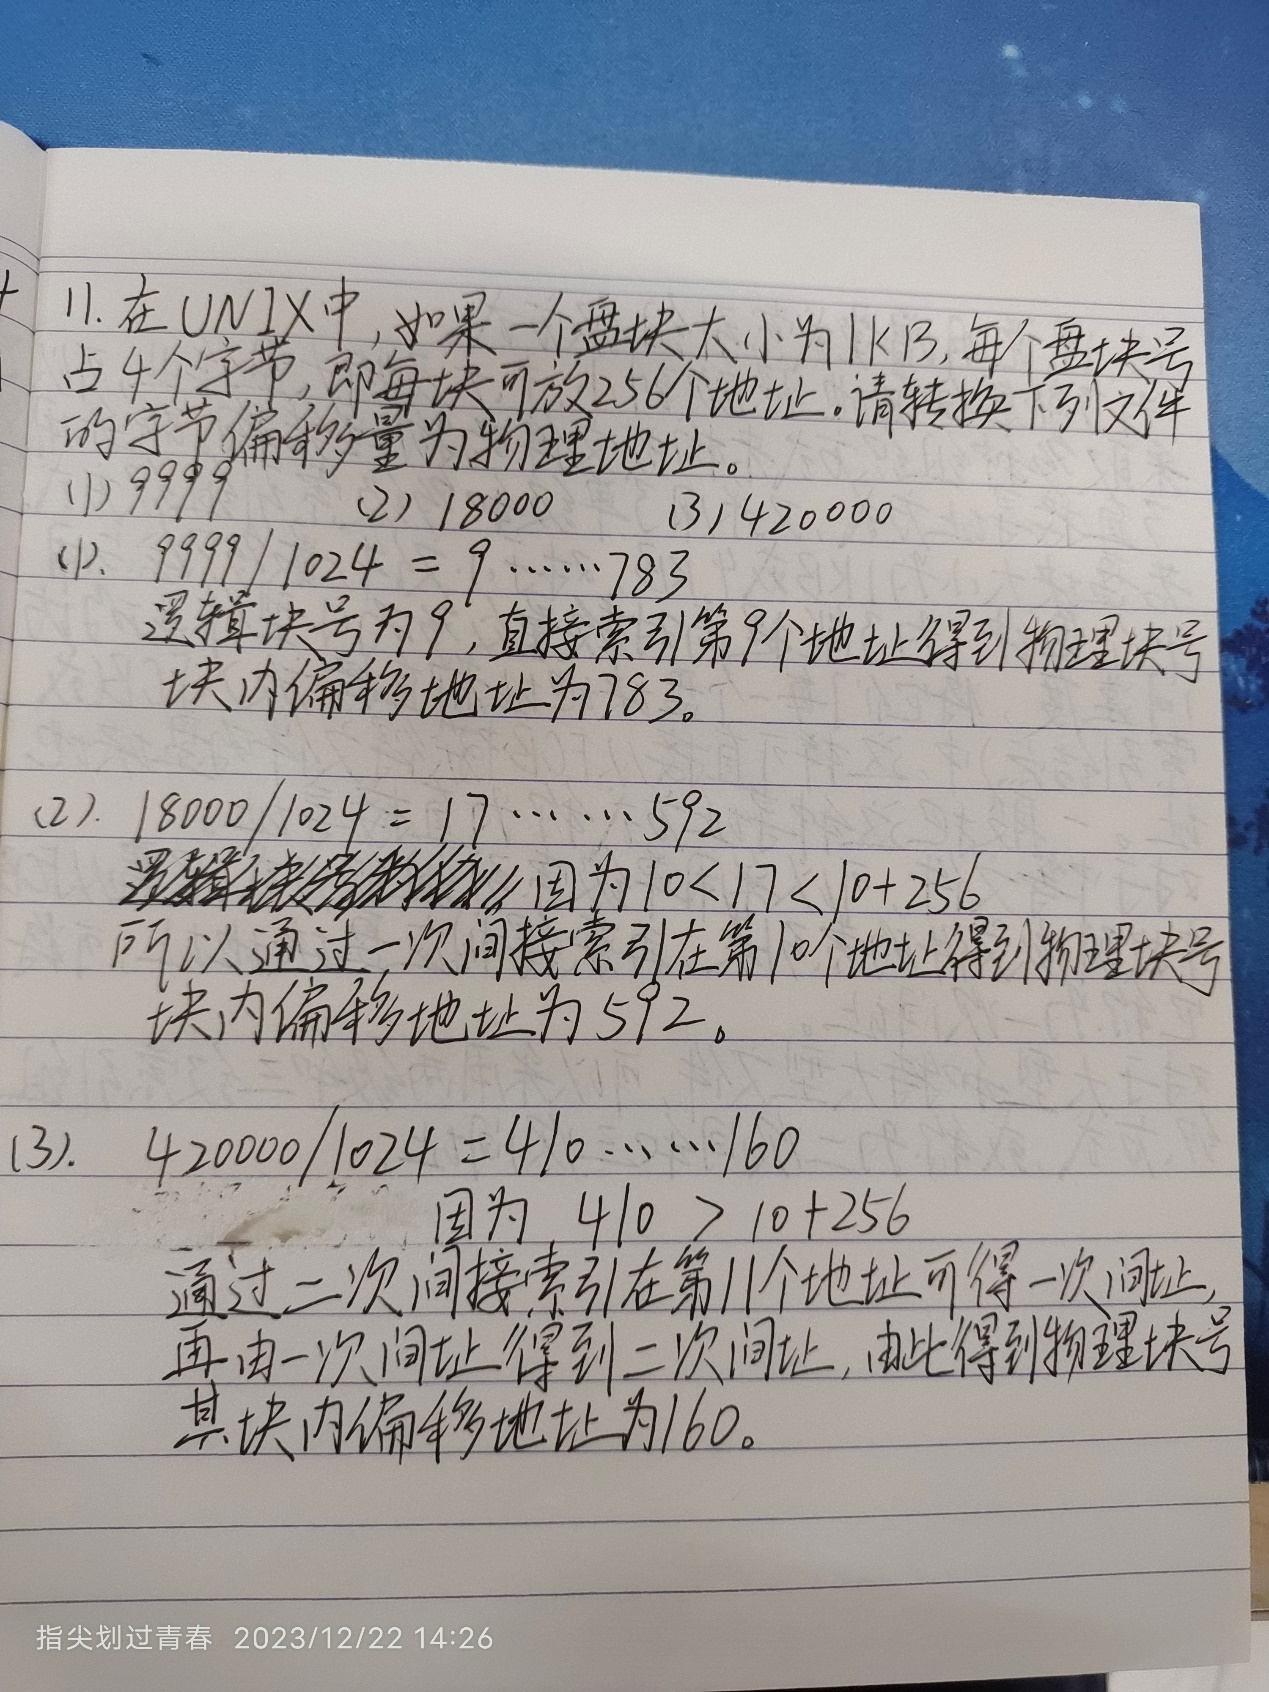 11. 在UNIX中,如果一个盘块大小为1KB,每个盘块号
占4个字节,即每块可放256个地址。请转换下列文件
的字节偏移量为物理地址。
(1) 9999 (2) 18000 (3) 420000
(1). 9999/1024 = 9……783
逻辑块号为9,直接索引第9个地址得到物理块号
块内偏移地址为783。
(2). 18000/1024 = 17……592
因为10<17<10+256
所以通过一次间接索引在第10个地址得到物理块号
块内偏移地址为592。
(3). 420000/1024 = 410……160
因为 410 > 10+256
通过二次间接索引在第11个地址可得一次间址,
再由一次间址得到二次间址,由此得到物理块号
其块内偏移地址为160。
指尖划过青春 2023/12/22 14:26